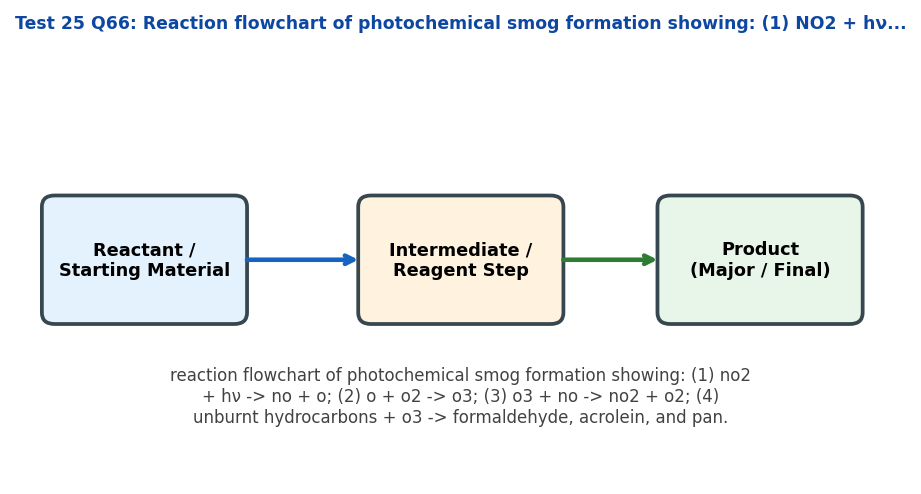 Test 25 Q66: Reaction flowchart of photochemical smog formation showing: (1) NO2 + hν...
Reactant /
Starting Material
Intermediate /
Reagent Step
Product
(Major / Final)
reaction flowchart of photochemical smog formation showing: (1) no2
+ hν -> no + o; (2) o + o2 -> o3; (3) o3 + no -> no2 + o2; (4)
unburnt hydrocarbons + o3 -> formaldehyde, acrolein, and pan.